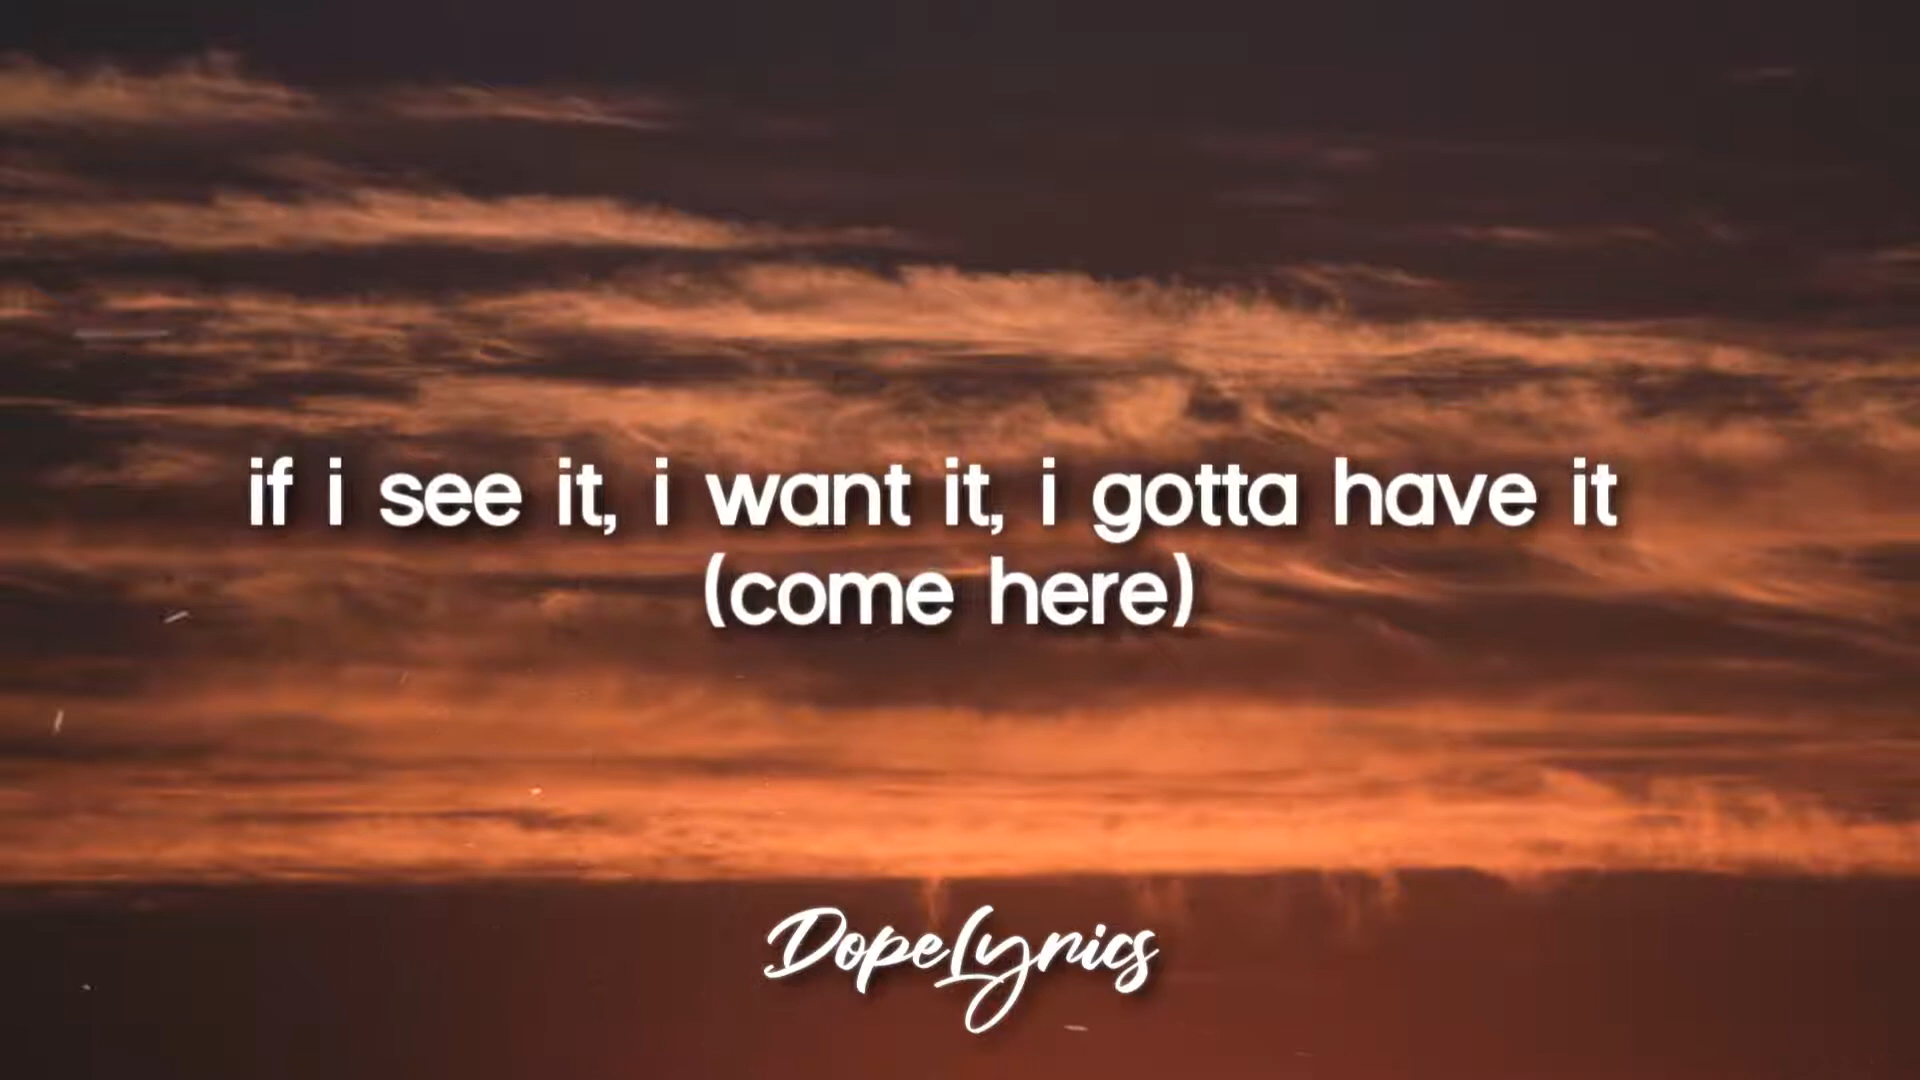 if i see it, i want it, i gotta have it
(come here)
DopeLyrics